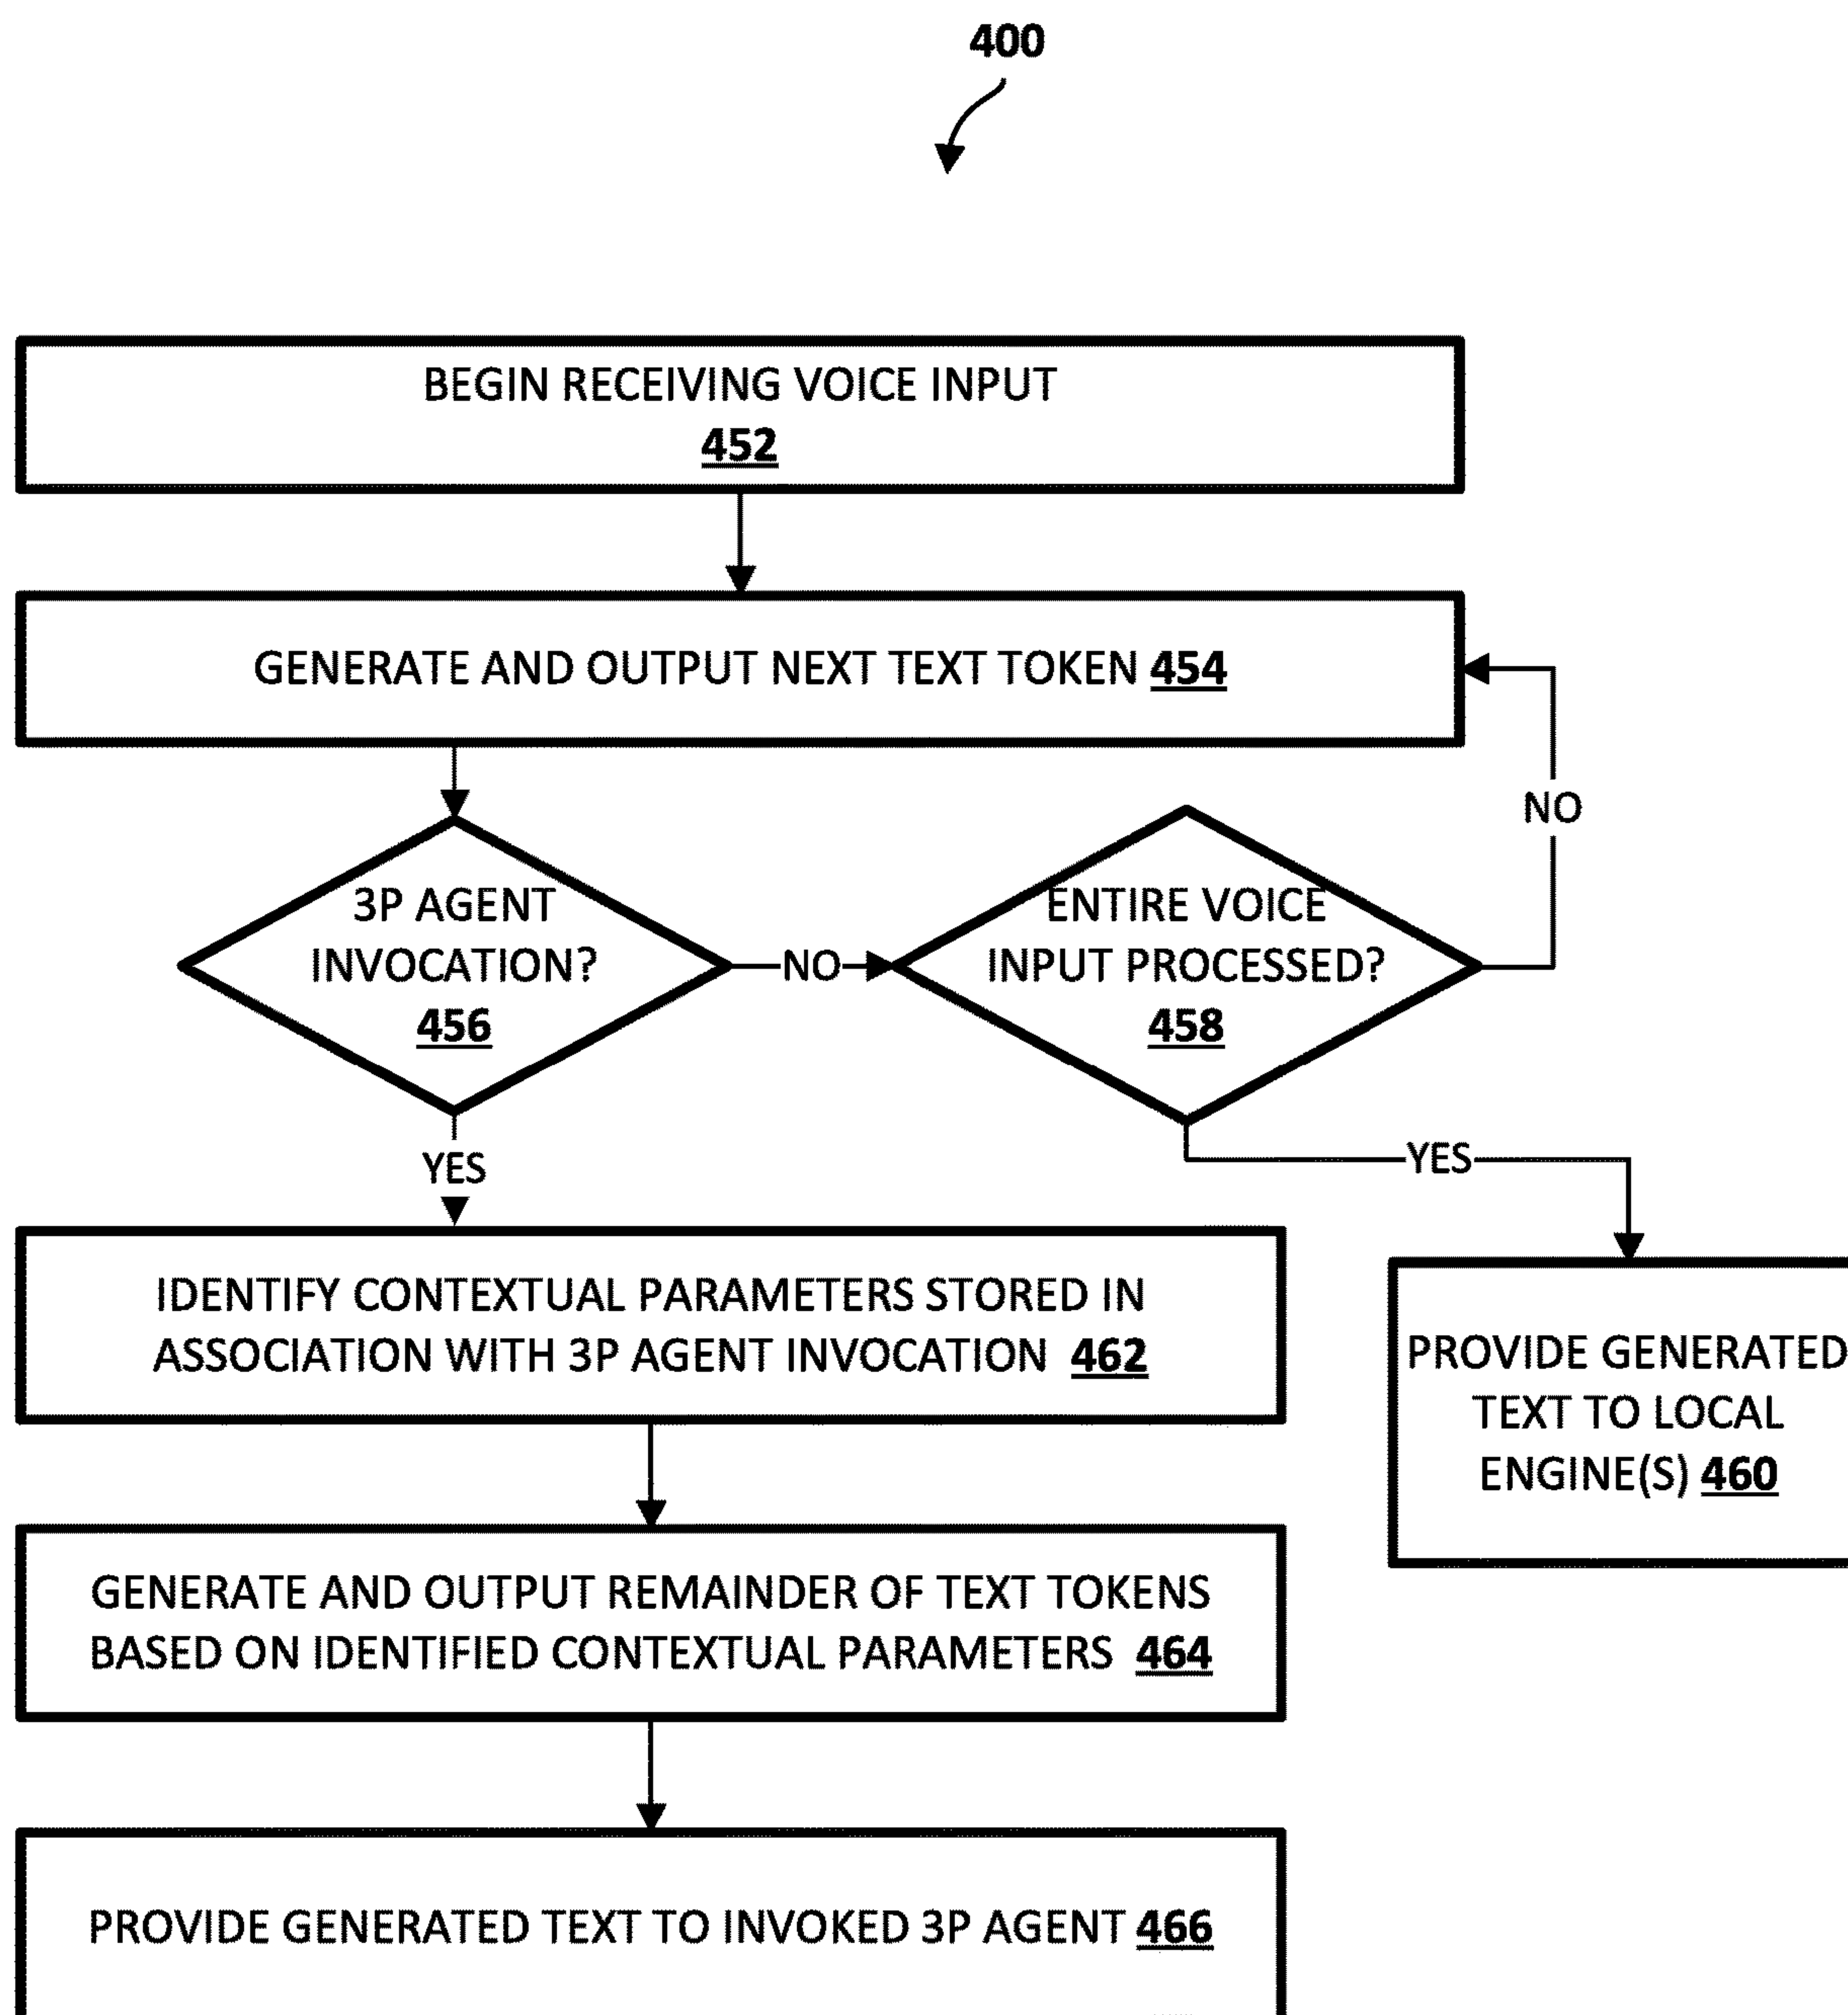 400
BEGIN RECEIVING VOICE INPUT
452
GENERATE AND OUTPUT NEXT TEXT TOKEN 454
NO
3P AGENT
INVOCATION?
456
NO
ENTIRE VOICE
INPUT PROCESSED?
458
YES
YES
IDENTIFY CONTEXTUAL PARAMETERS STORED IN
ASSOCIATION WITH 3P AGENT INVOCATION 462
PROVIDE GENERATED
TEXT TO LOCAL
ENGINE(S) 460
GENERATE AND OUTPUT REMAINDER OF TEXT TOKENS
BASED ON IDENTIFIED CONTEXTUAL PARAMETERS 464
PROVIDE GENERATED TEXT TO INVOKED 3P AGENT 466